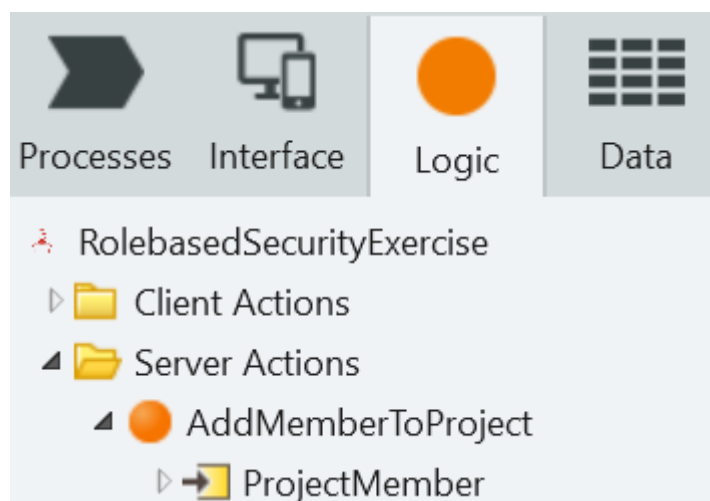 Processes Interface Logic Data
RolebasedSecurityExercise
Client Actions
Server Actions
AddMemberToProject
ProjectMember